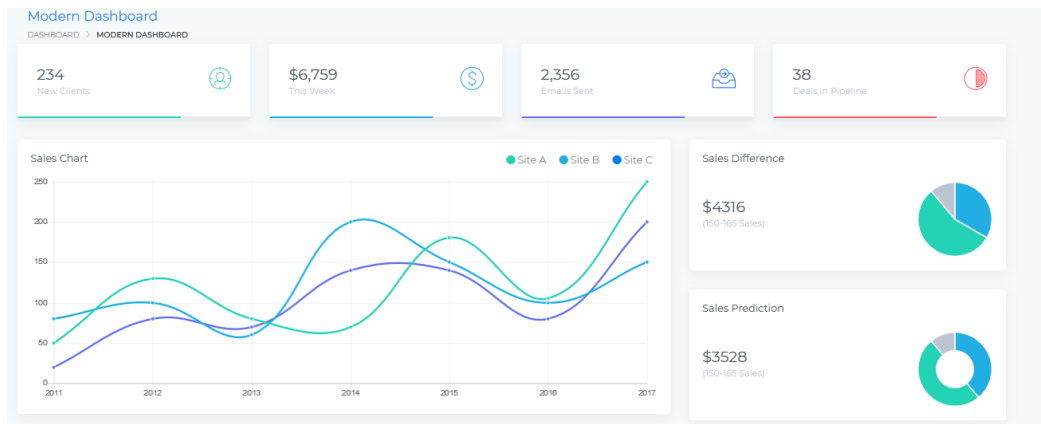 Modern Dashboard
DASHBOARD > MODERN DASHBOARD
234
New Clients
$6,759
This Week
2,356
Emails Sent
38
Deals in Pipeline
Sales Chart
Site A Site B Site C
250
200
150
100
50
0
2011 2012 2013 2014 2015 2016 2017
Sales Difference
$4316
(150-165 Sales)
Sales Prediction
$3528
(150-165 Sales)